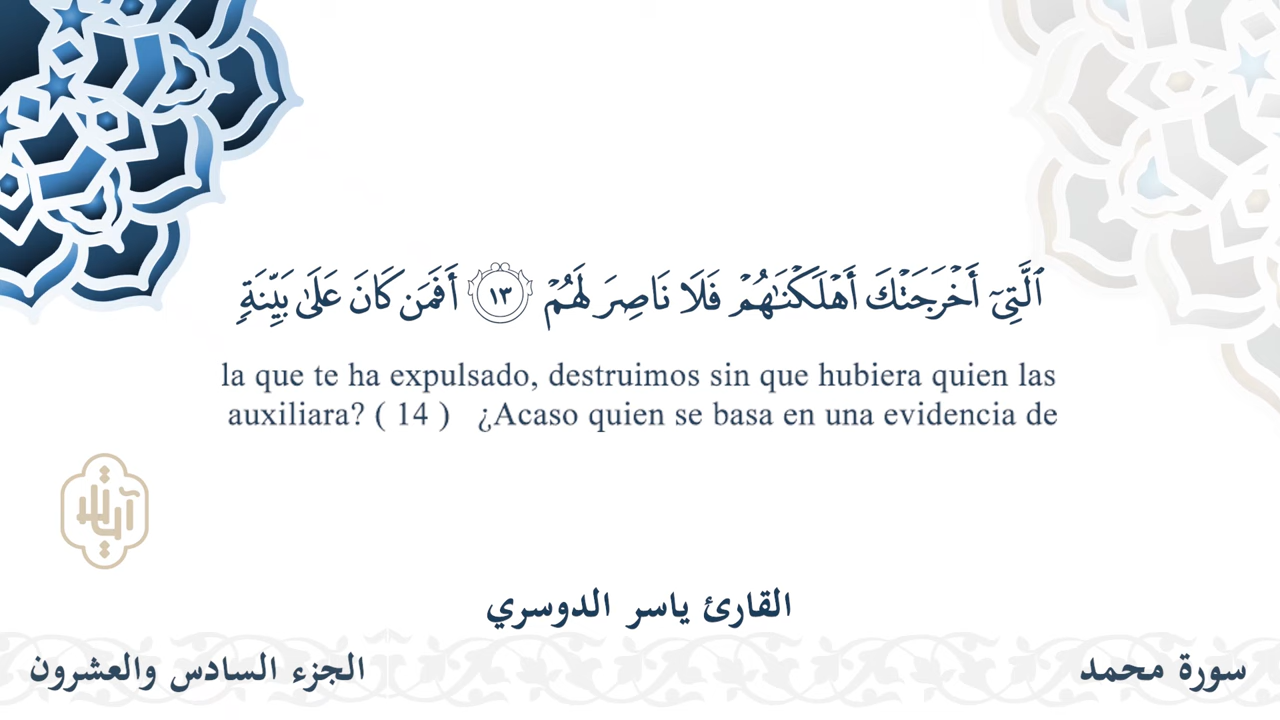 ٱلَّتِىٓ أَخْرَجَتْكَ أَهْلَكْنَـٰهُمْ فَلَا نَاصِرَ لَهُمْ ١٣ أَفَمَن كَانَ عَلَىٰ بَيِّنَةٍ
la que te ha expulsado, destruimos sin que hubiera quien las
auxiliara? ( 14 ) ¿Acaso quien se basa en una evidencia de
آيات
القارئ ياسر الدوسري
سورة محمد
الجزء السادس والعشرون